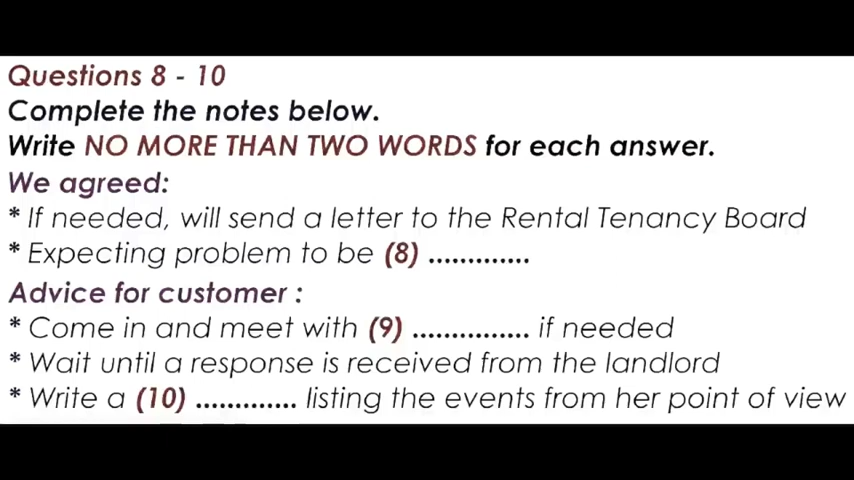 Questions 8 - 10
Complete the notes below.
Write NO MORE THAN TWO WORDS for each answer.
We agreed:
* If needed, will send a letter to the Rental Tenancy Board
* Expecting problem to be (8) .............
Advice for customer :
* Come in and meet with (9) ............... if needed
* Wait until a response is received from the landlord
* Write a (10) ............. listing the events from her point of view